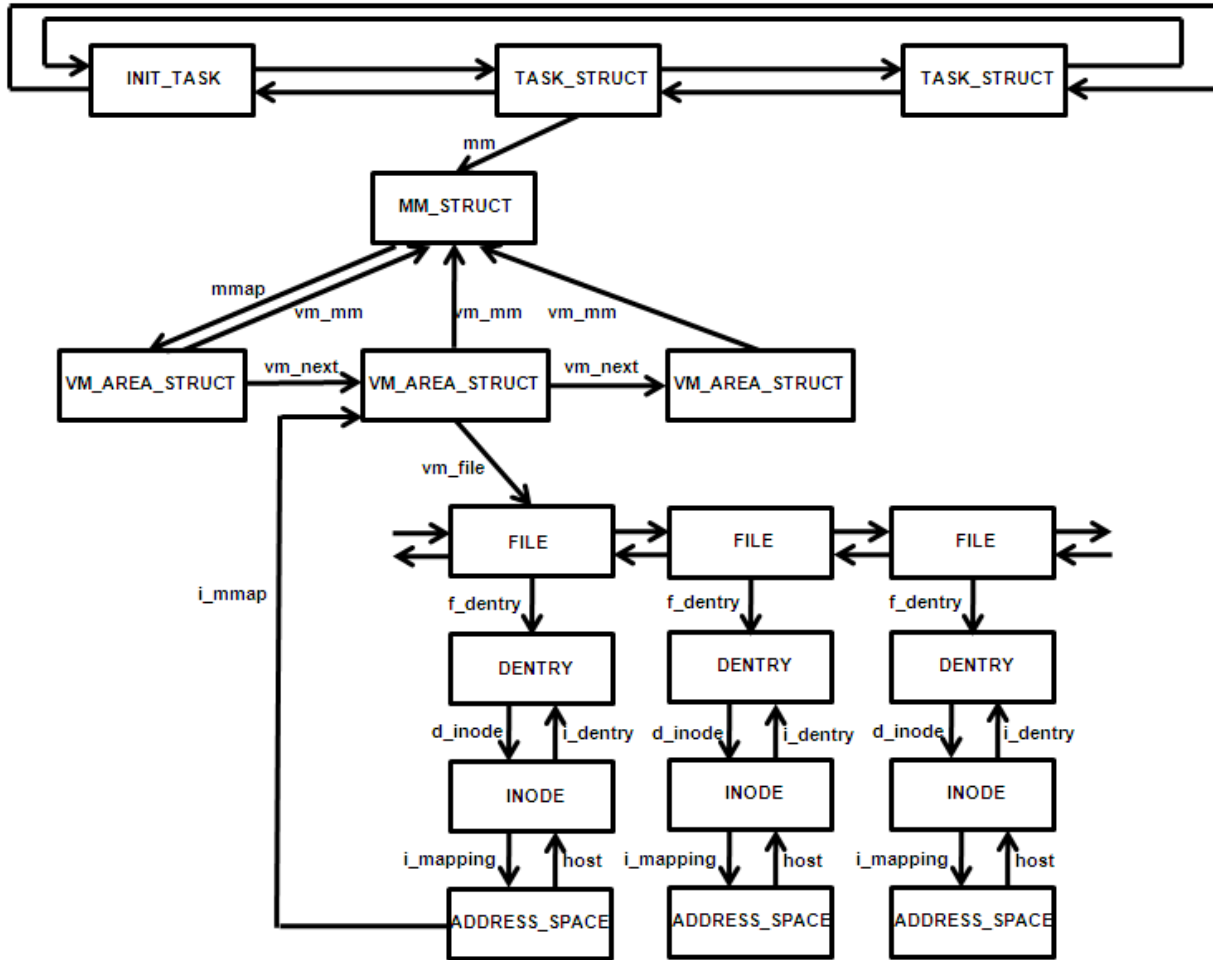 INIT_TASK
TASK_STRUCT
TASK_STRUCT
mm
MM_STRUCT
mmap
vm_mm
vm_mm
vm_mm
VM_AREA_STRUCT
vm_next
VM_AREA_STRUCT
vm_next
VM_AREA_STRUCT
vm_file
FILE
FILE
FILE
i_mmap
f_dentry
f_dentry
f_dentry
DENTRY
DENTRY
DENTRY
d_inode
i_dentry
d_inode
i_dentry
d_inode
i_dentry
INODE
INODE
INODE
i_mapping
host
i_mapping
host
i_mapping
host
ADDRESS_SPACE
ADDRESS_SPACE
ADDRESS_SPACE